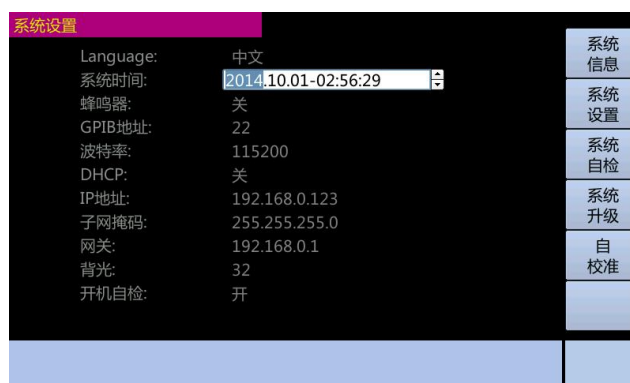 系统设置
Language: 中文
系统时间: 2014.10.01-02:56:29
蜂鸣器: 关
GPIB地址: 22
波特率: 115200
DHCP: 关
IP地址: 192.168.0.123
子网掩码: 255.255.255.0
网关: 192.168.0.1
背光: 32
开机自检: 开
系统
信息
系统
设置
系统
自检
系统
升级
自
校准